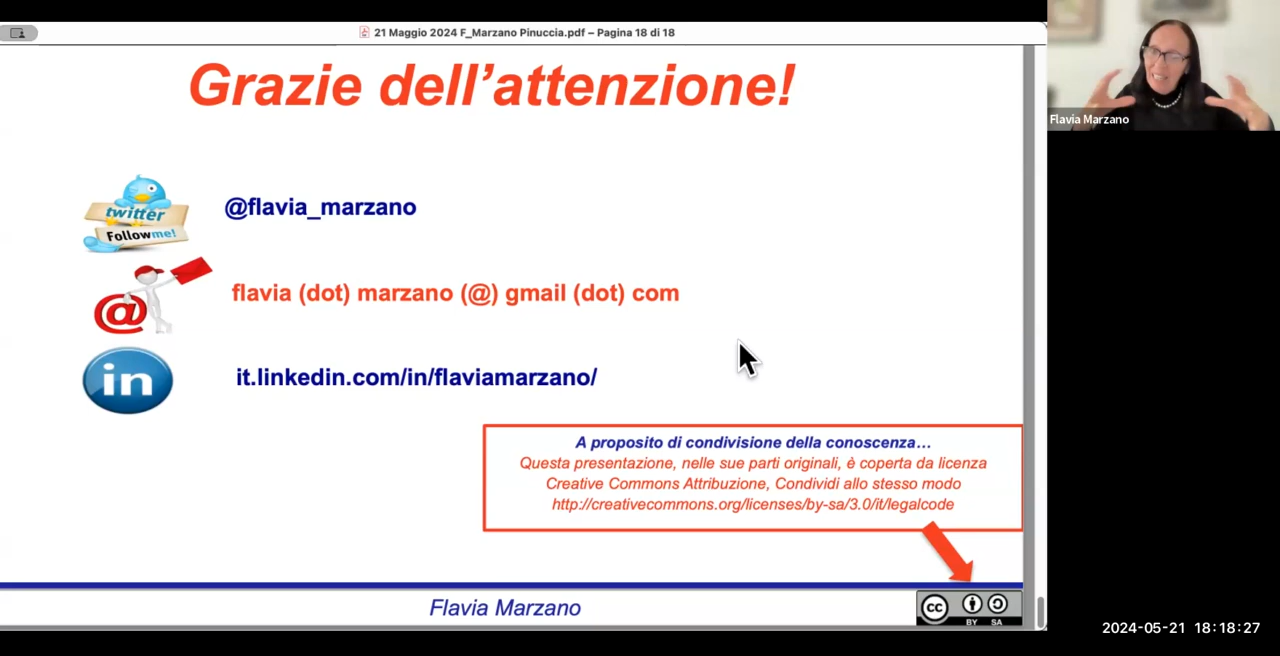 21 Maggio 2024 F_Marzano Pinuccia.pdf – Pagina 18 di 18
Grazie dell’attenzione!
twitter
Followme!
@flavia_marzano
@
flavia (dot) marzano (@) gmail (dot) com
in
it.linkedin.com/in/flaviamarzano/
A proposito di condivisione della conoscenza…
Questa presentazione, nelle sue parti originali, è coperta da licenza
Creative Commons Attribuzione, Condividi allo stesso modo
http://creativecommons.org/licenses/by-sa/3.0/it/legalcode
Flavia Marzano
cc
BY SA
Flavia Marzano
2024-05-21 18:18:27